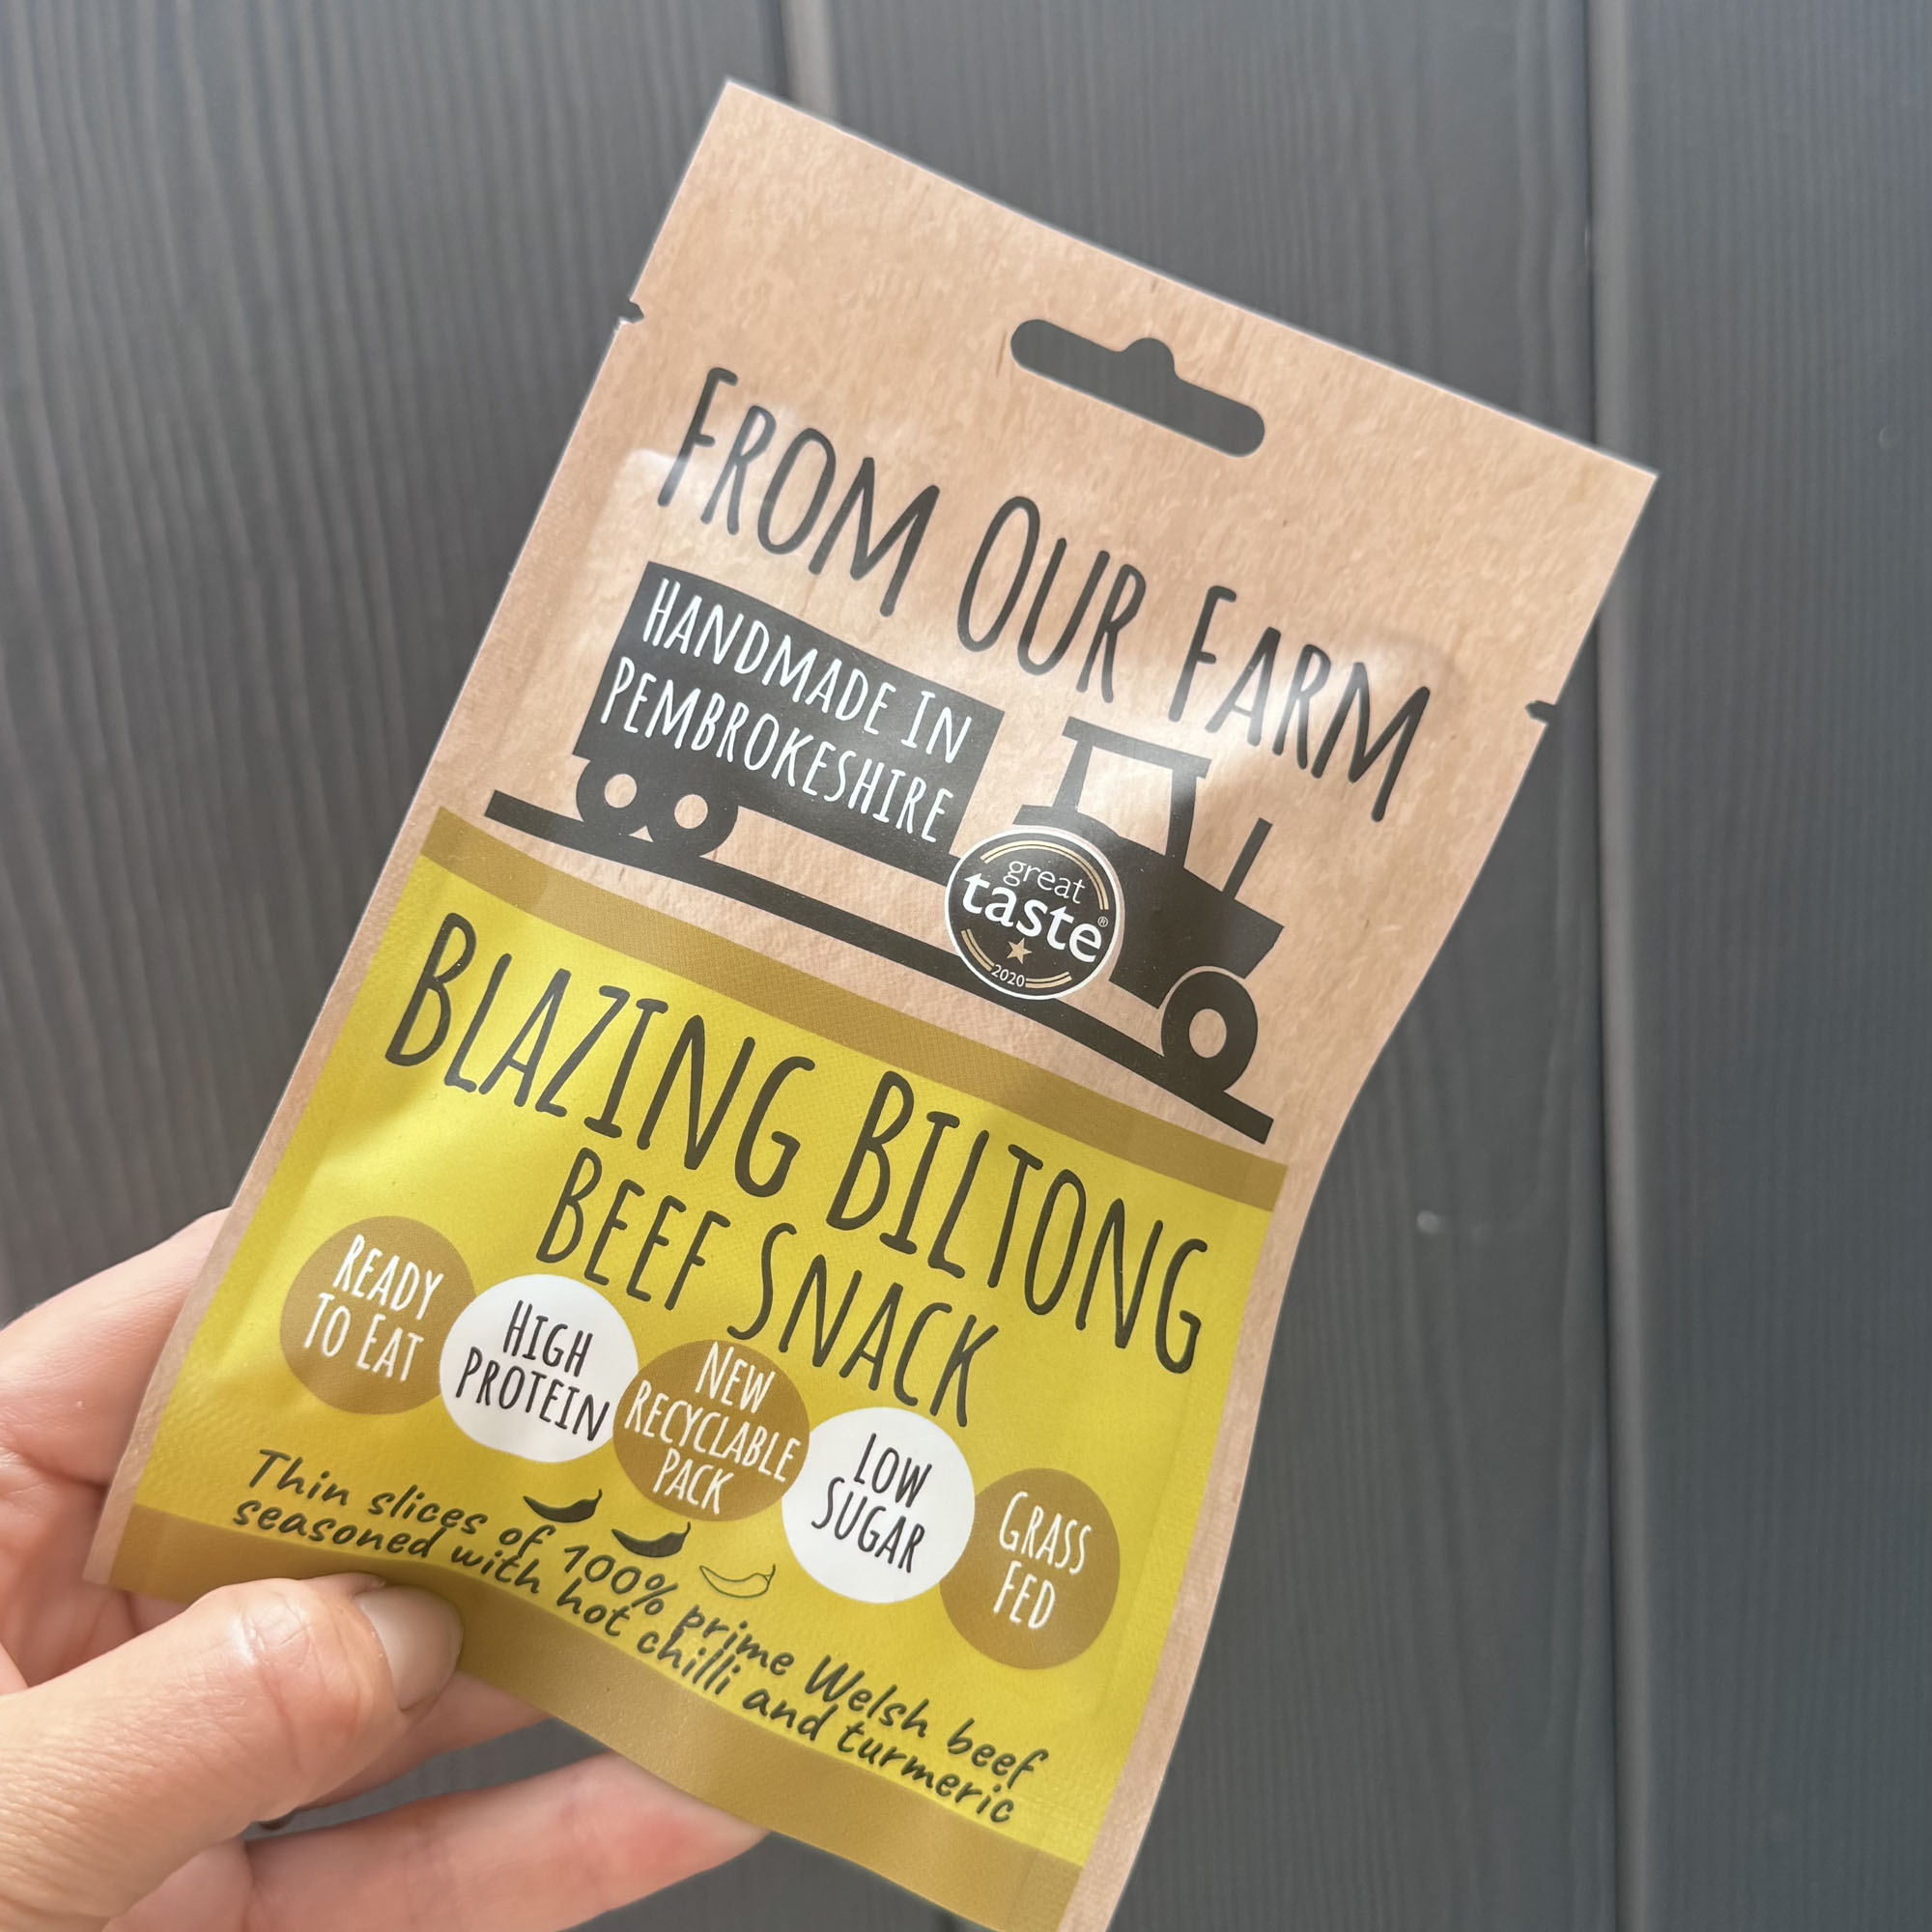 FROM OUR FARM
HANDMADE IN
PEMBROKESHIRE
great
taste®
2020
BLAZING BILTONG
BEEF SNACK
READY
TO EAT
HIGH
PROTEIN
NEW
RECYCLABLE
PACK
LOW
SUGAR
GRASS
FED
Thin slices of 100% prime Welsh beef
seasoned with hot chilli and turmeric